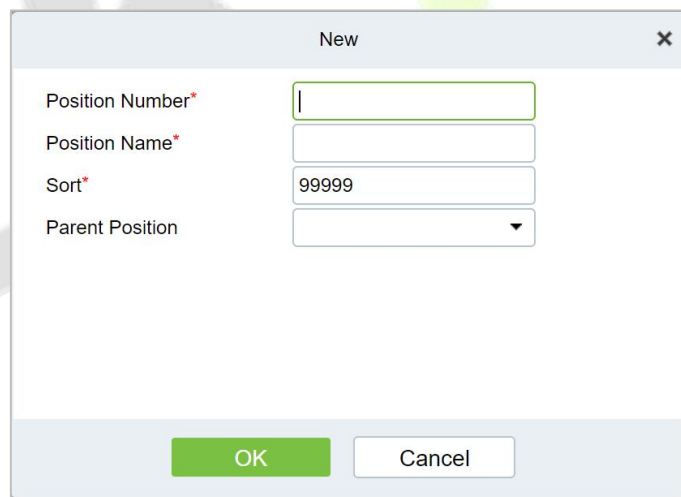 New
Position Number*
Position Name*
Sort* 99999
Parent Position
OK Cancel